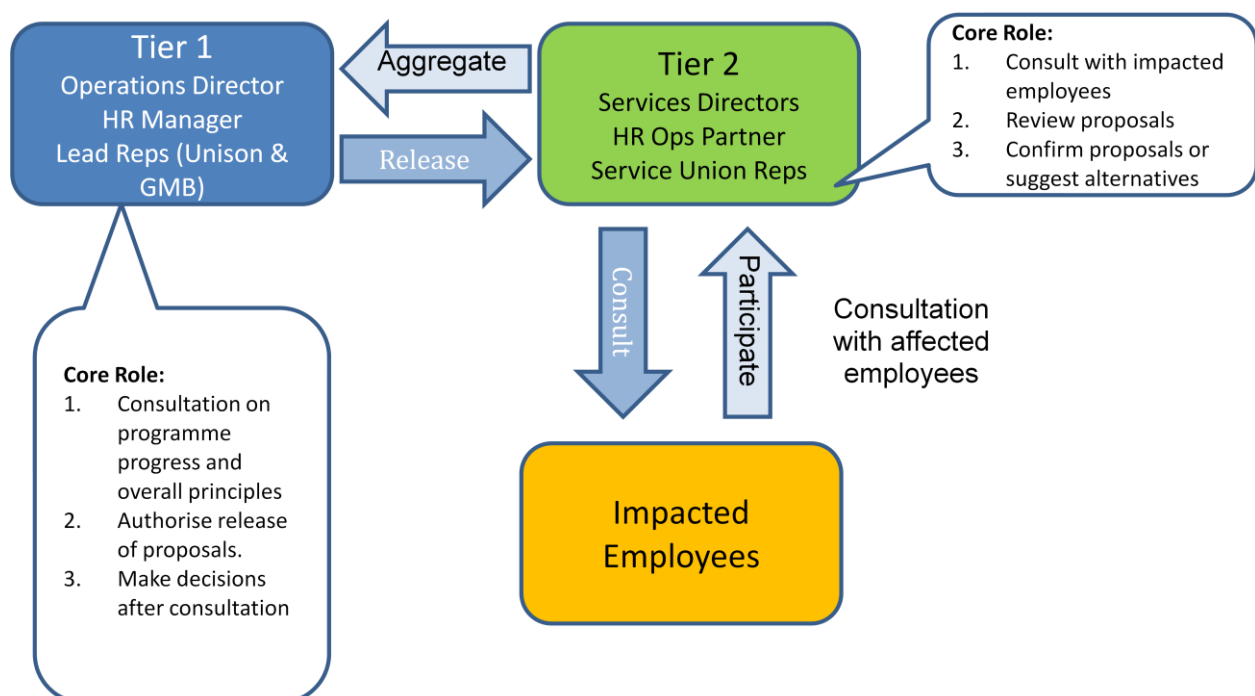 Tier 1
Operations Director
HR Manager
Lead Reps (Unison &
GMB)
Aggregate
Release
Tier 2
Services Directors
HR Ops Partner
Service Union Reps
Core Role:
1. Consult with impacted
employees
2. Review proposals
3. Confirm proposals or
suggest alternatives
Consult
Participate
Consultation
with affected
employees
Core Role:
1. Consultation on
programme
progress and
overall principles
2. Authorise release
of proposals.
3. Make decisions
after consultation
Impacted
Employees